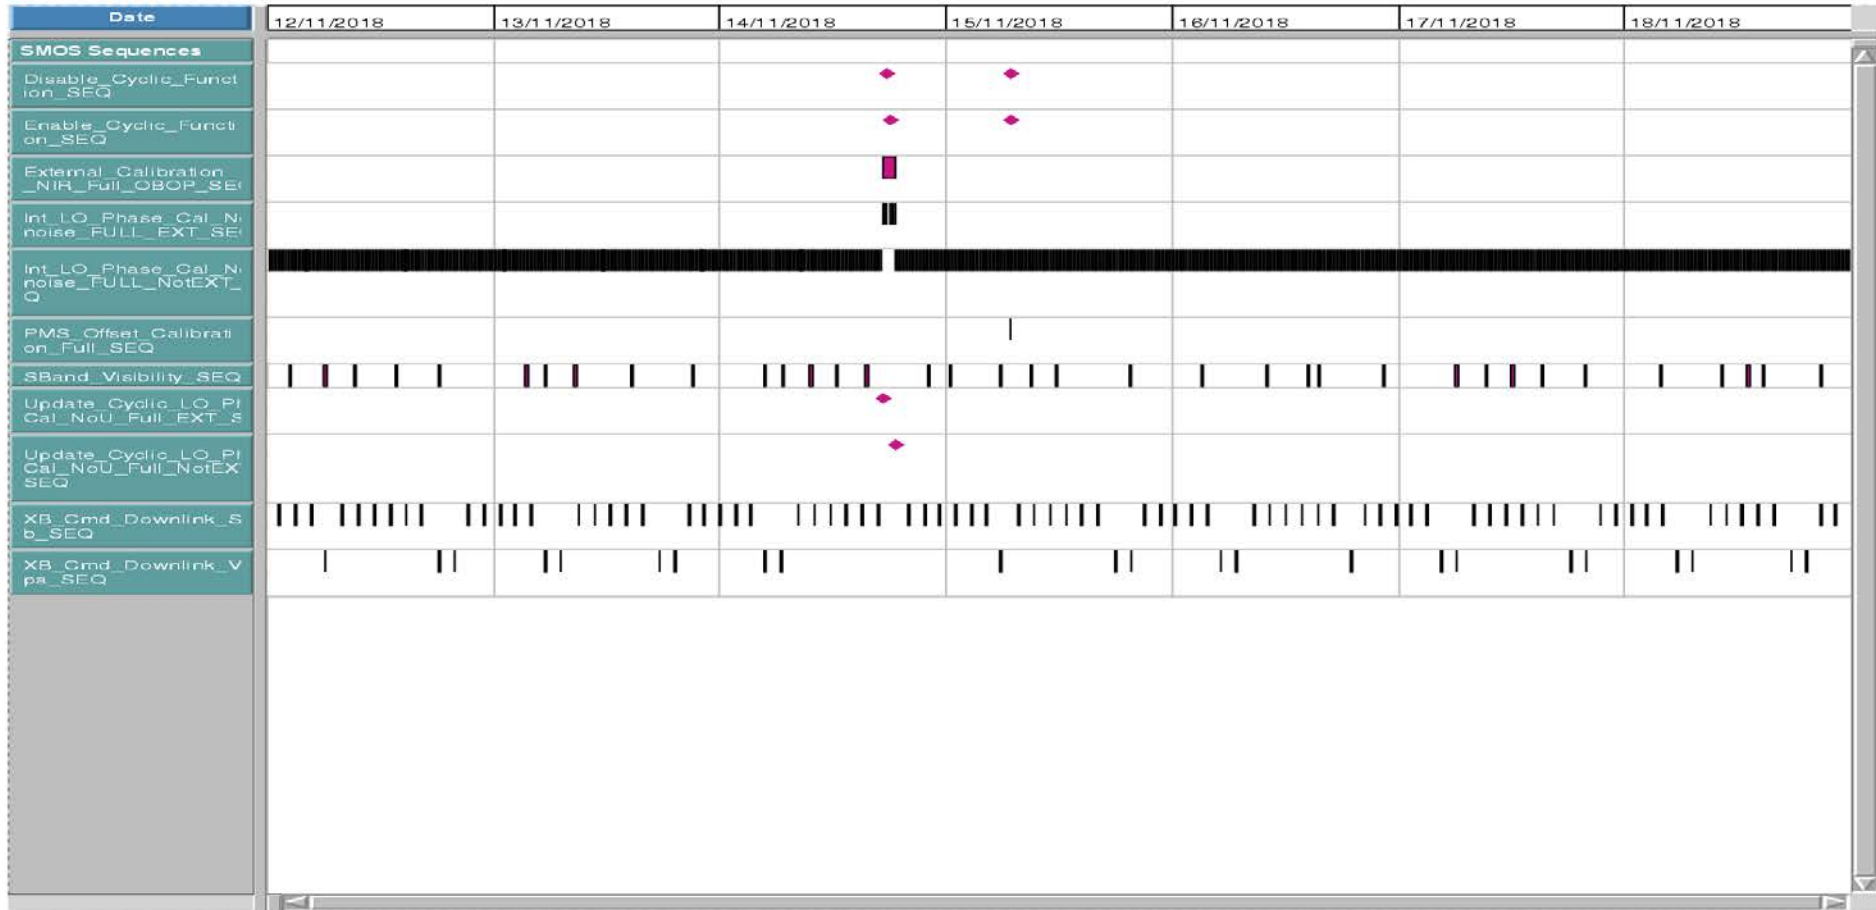 Date
12/11/2018 13/11/2018 14/11/2018 15/11/2018 16/11/2018 17/11/2018 18/11/2018
SMOS Sequences
Disable_Cyclic_Funct
ion_SEQ
Enable_Cyclic_Functi
on_SEQ
External_Calibration
_NIR_Full_OBOP_SE
Int_LO_Phase_Cal_N
noise_FULL_EXT_SE
Int_LO_Phase_Cal_N
noise_FULL_NotEXT_
Q
PMS_Offset_Calibrati
on_Full_SEQ
SBand_Visibility_SEQ
Update_Cyclic_LO_P
Cal_NoU_Full_EXT_S
Update_Cyclic_LO_P
Cal_NoU_Full_NotEX
SEQ
XB_Cmd_Downlink_S
b_SEQ
XB_Cmd_Downlink_V
pa_SEQ